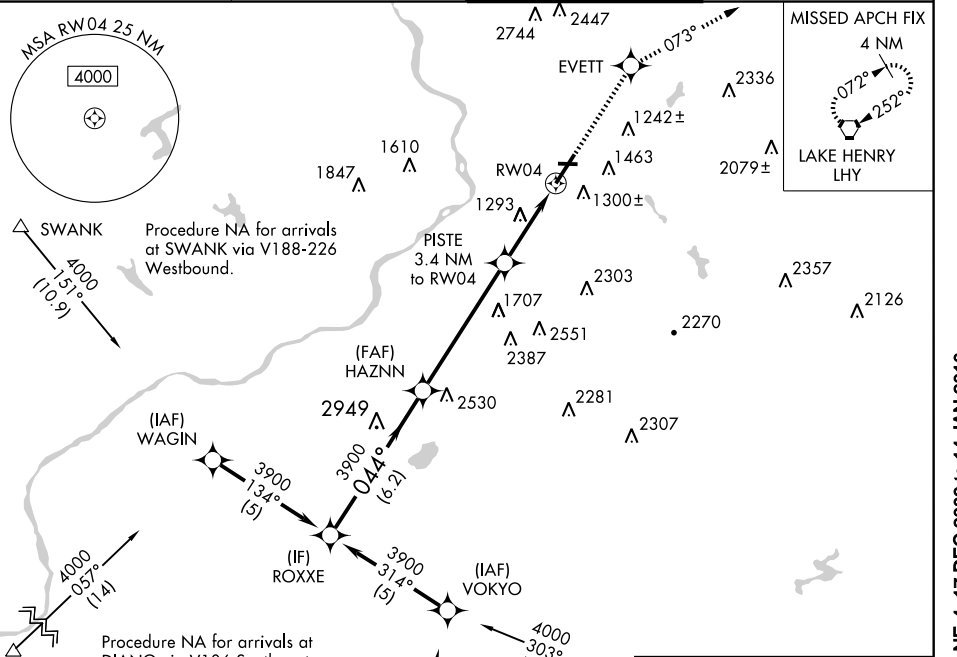 MSA RW04 25 NM
4000
2744
2447
EVETT
073°
MISSED APCH FIX
4 NM
072°
252°
LAKE HENRY
LHY
2336
1242±
2079±
1610
1847
RW04
1463
1300±
1293
SWANK
4000
151°
(10.9)
Procedure NA for arrivals
at SWANK via V188-226
Westbound.
PISTE
3.4 NM
to RW04
2303
2357
2126
1707
2551
2387
2270
(FAF)
HAZNN
2530
2949
2281
2307
(IAF)
WAGIN
3900
134°
(5)
3900
044°
(6.2)
(IF)
ROXXE
3900
314°
(5)
(IAF)
VOKYO
4000
303°
4000
057°
(14)
Procedure NA for arrivals at